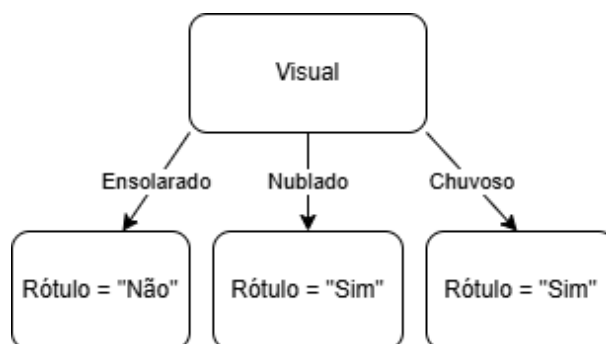 Visual
Ensolarado
Nublado
Chuvoso
Rótulo = "Não"
Rótulo = "Sim"
Rótulo = "Sim"